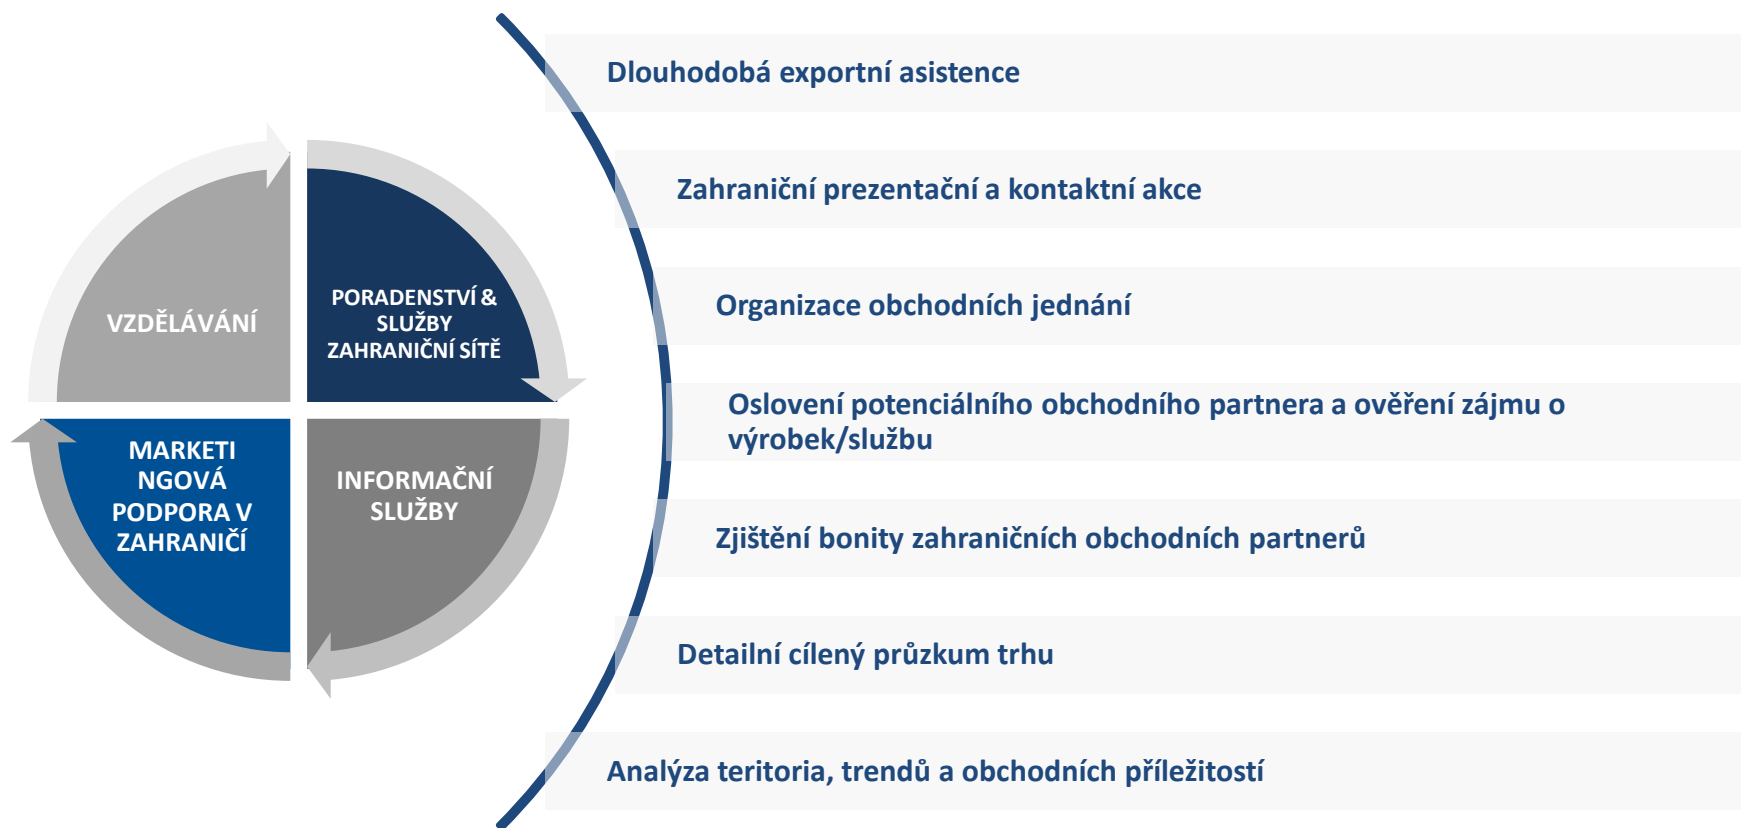 VZDĚLÁVÁNÍ
PORADENSTVÍ &
SLUŽBY
ZAHRANIČNÍ SÍTĚ
MARKETI
NGOVÁ
PODPORA V
ZAHRANIČÍ
INFORMAČNÍ
SLUŽBY
Dlouhodobá exportní asistence
Zahraniční prezentační a kontaktní akce
Organizace obchodních jednání
Oslovení potenciálního obchodního partnera a ověření zájmu o
výrobek/službu
Zjištění bonity zahraničních obchodních partnerů
Detailní cílený průzkum trhu
Analýza teritoria, trendů a obchodních příležitostí